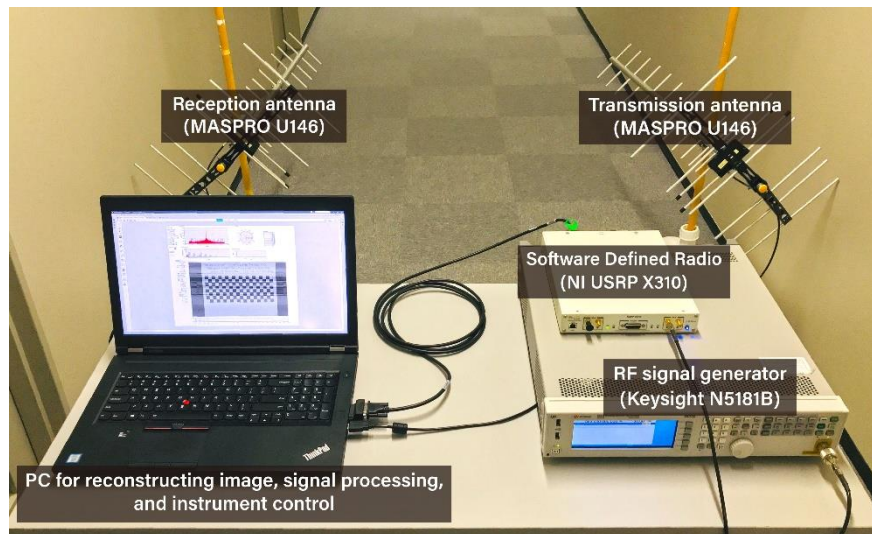 Reception antenna
(MASPRO U146)
Transmission antenna
(MASPRO U146)
Software Defined Radio
(NI USRP X310)
RF signal generator
(Keysight N5181B)
ThinkPad
PC for reconstructing image, signal processing,
and instrument control